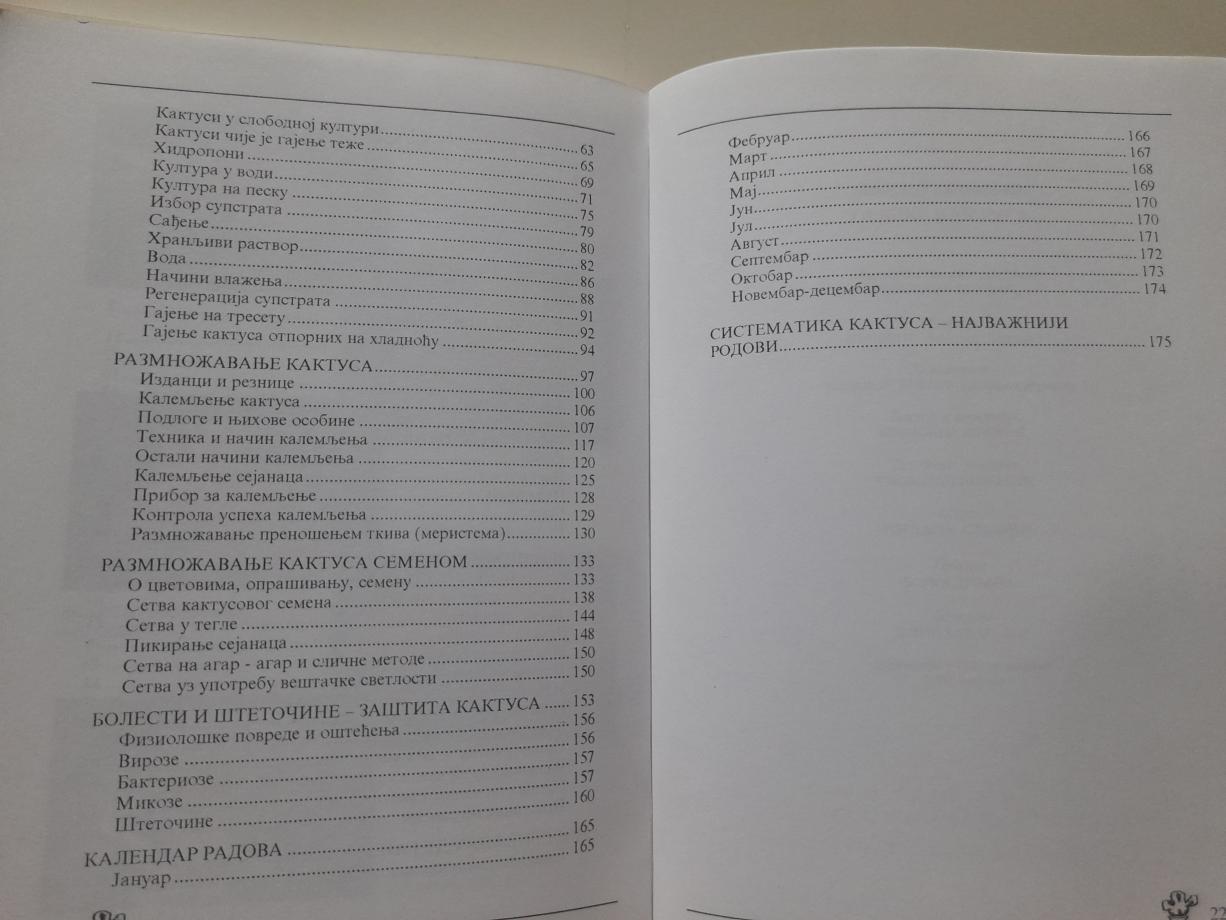 Кактуси у слободној култури..........63
Кактуси чије је гајење теже..........65
Хидропони..........69
Култура у води..........71
Култура на песку..........75
Избор супстрата..........79
Сађење..........80
Хранљиви раствор..........82
Вода..........86
Начини влажења..........88
Регенерација супстрата..........91
Гајење на тресету..........92
Гајење кактуса отпорних на хладноћу..........94
РАЗМНОЖАВАЊЕ КАКТУСА..........97
Изданци и резнице..........100
Калемљење кактуса..........106
Подлоге и њихове особине..........107
Техника и начин калемљења..........117
Остали начини калемљења..........120
Калемљење сејанаца..........125
Прибор за калемљење..........128
Контрола успеха калемљења..........129
Размножавање преношењем ткива (меристема)..........130
РАЗМНОЖАВАЊЕ КАКТУСА СЕМЕНОМ..........133
О цветовима, опрашивању, семену..........133
Сетва кактусовог семена..........138
Сетва у тегле..........144
Пикирање сејанаца..........148
Сетва на агар - агар и сличне методе..........150
Сетва уз употребу вештачке светлости..........150
БОЛЕСТИ И ШТЕТОЧИНЕ – ЗАШТИТА КАКТУСА......153
Физиолошке повреде и оштећења..........156
Вирозе..........156
Бактериозе..........157
Микозе..........157
Штеточине..........160
КАЛЕНДАР РАДОВА..........165
Јануар..........165
Фебруар..........166
Март..........167
Април..........168
Мај..........169
Јун..........170
Јул..........170
Август..........171
Септембар..........172
Октобар..........173
Новембар-децембар..........174
СИСТЕМАТИКА КАКТУСА – НАЈВАЖНИЈИ
РОДОВИ..........175